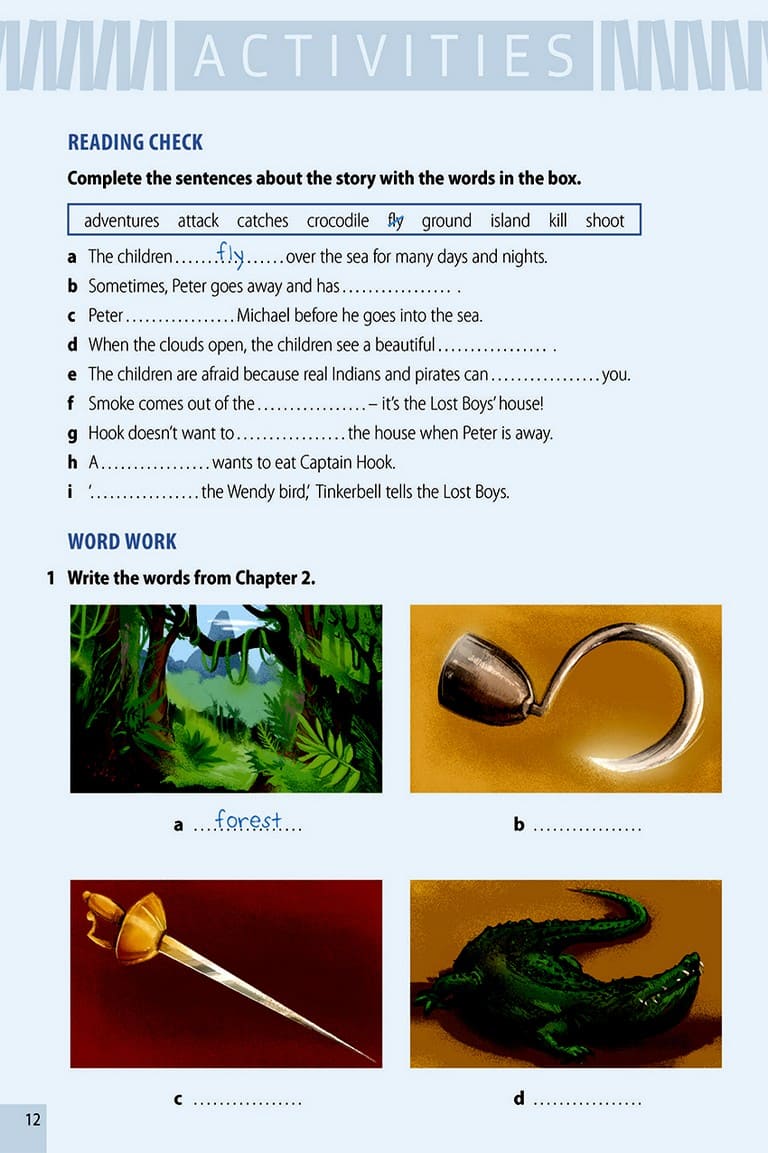 ACTIVITIES
READING CHECK
Complete the sentences about the story with the words in the box.
adventures attack catches crocodile fly ground island kill shoot
a The children.......fly......over the sea for many days and nights.
b Sometimes, Peter goes away and has................. .
c Peter.................Michael before he goes into the sea.
d When the clouds open, the children see a beautiful................. .
e The children are afraid because real Indians and pirates can.................you.
f Smoke comes out of the.................– it's the Lost Boys' house!
g Hook doesn't want to.................the house when Peter is away.
h A.................wants to eat Captain Hook.
i '.................the Wendy bird,' Tinkerbell tells the Lost Boys.
WORD WORK
1 Write the words from Chapter 2.
a ....forest....
b .................
c .................
d .................
12